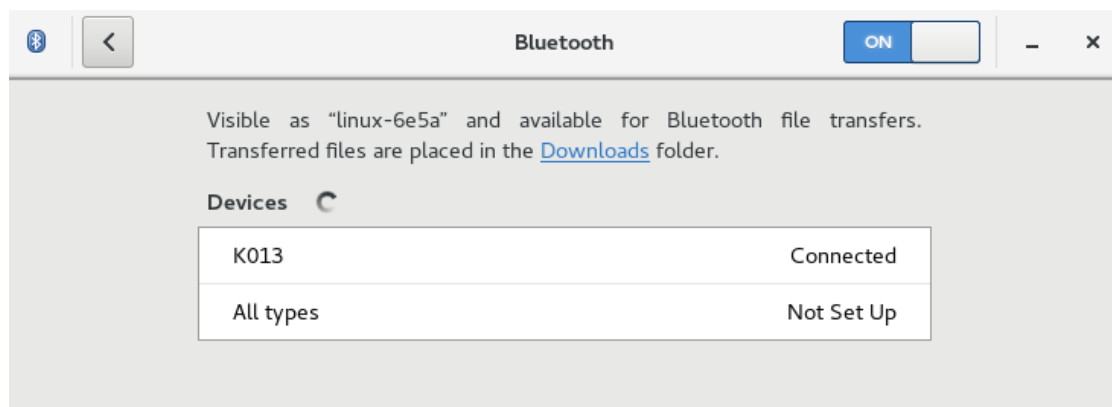 Bluetooth
ON
Visible as “linux-6e5a” and available for Bluetooth file transfers.
Transferred files are placed in the Downloads folder.
Devices
K013 Connected
All types Not Set Up